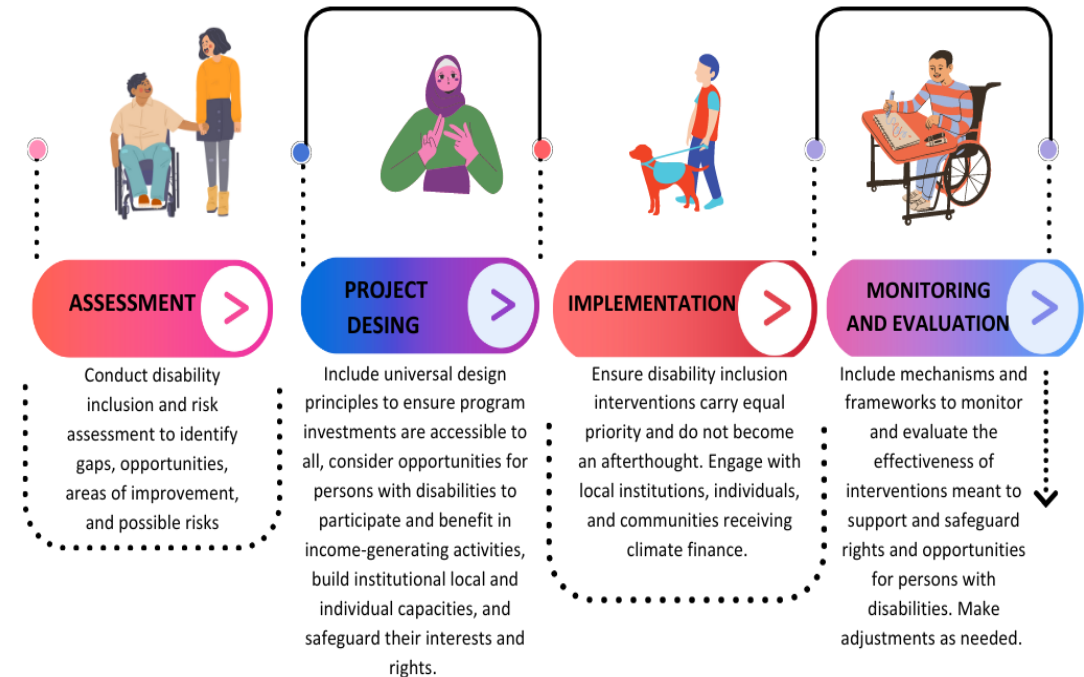 ASSESSMENT
Conduct disability
inclusion and risk
assessment to identify
gaps, opportunities,
areas of improvement,
and possible risks
PROJECT
DESING
Include universal design
principles to ensure program
investments are accessible to
all, consider opportunities for
persons with disabilities to
participate and benefit in
income-generating activities,
build institutional local and
individual capacities, and
safeguard their interests and
rights.
IMPLEMENTATION
Ensure disability inclusion
interventions carry equal
priority and do not become
an afterthought. Engage with
local institutions, individuals,
and communities receiving
climate finance.
MONITORING
AND EVALUATION
Include mechanisms and
frameworks to monitor
and evaluate the
effectiveness of
interventions meant to
support and safeguard
rights and opportunities
for persons with
disabilities. Make
adjustments as needed.